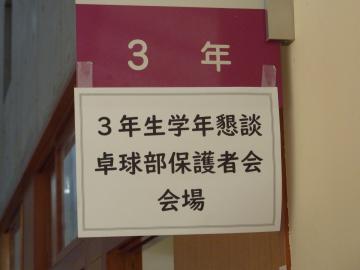 3 年
３年生学年懇談
卓球部保護者会
会場